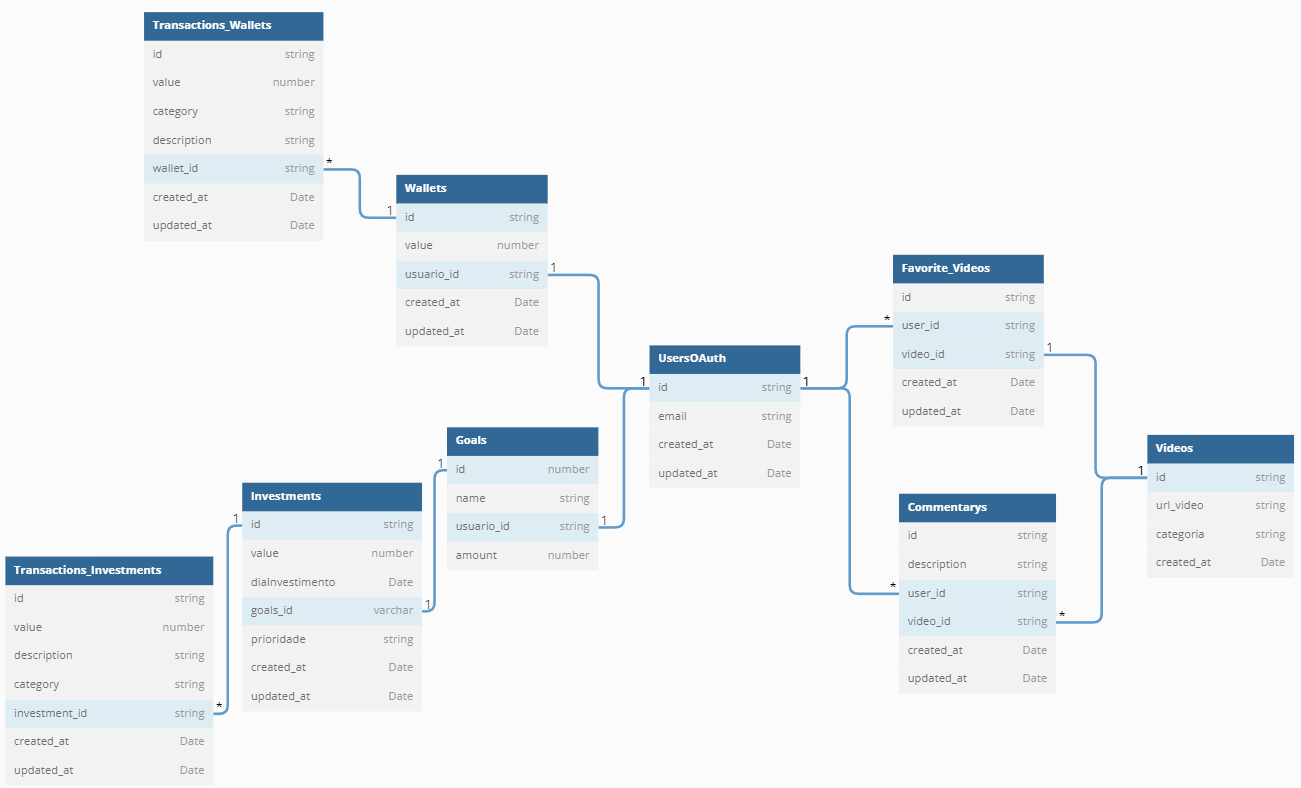 Transactions_Wallets
id string
value number
category string
description string
wallet_id string *
created_at Date
updated_at Date
Wallets
1 id string
value number
usuario_id string 1
created_at Date
updated_at Date
UsersOAuth
1 id string 1
email string
created_at Date
updated_at Date
Favorite_Videos
id string
* user_id string
video_id string 1
created_at Date
updated_at Date
Goals
1 id number
name string
usuario_id string 1
amount number
Videos
1 id string
url_video string
categoria string
created_at Date
Investments
1 id string
value number
diaInvestimento Date
goals_id varchar 1
prioridade string
created_at Date
updated_at Date
Commentarys
id string
description string
* user_id string
video_id string *
created_at Date
updated_at Date
Transactions_Investments
id string
value number
description string
category string
investment_id string *
created_at Date
updated_at Date